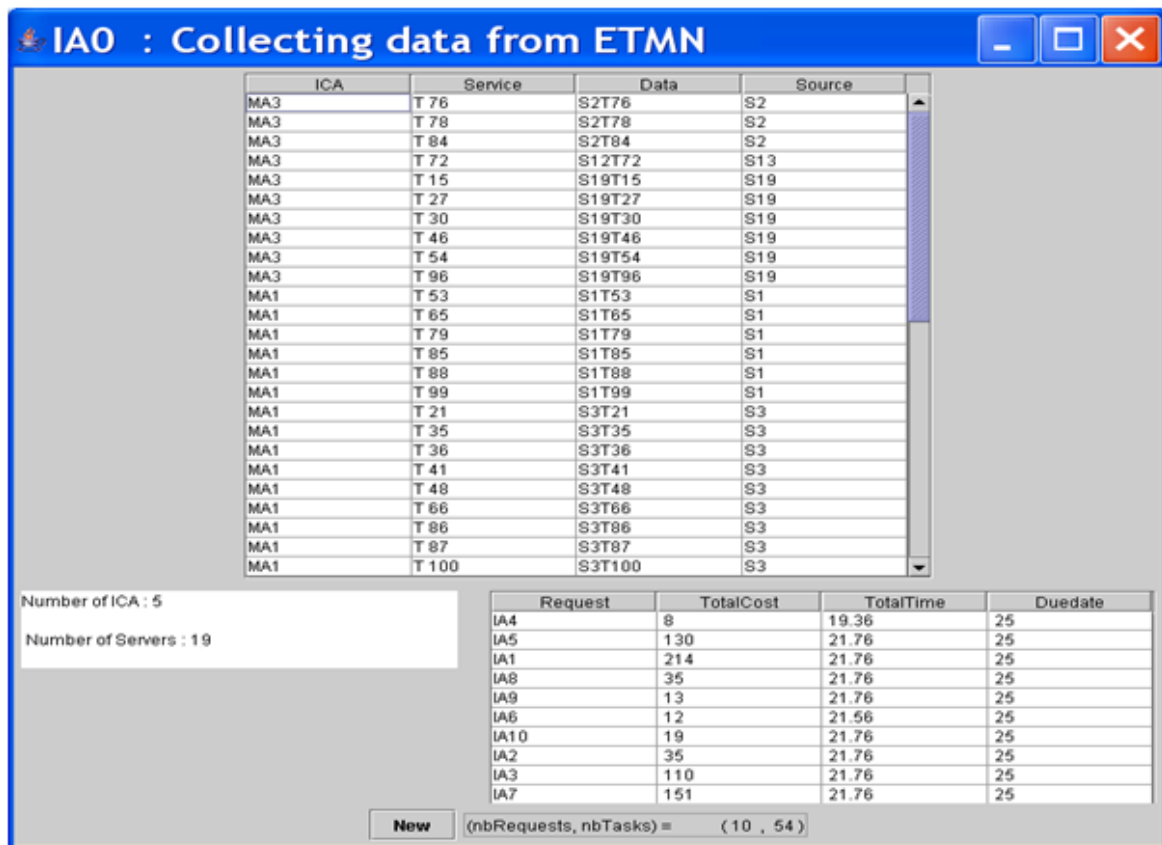 IA0 : Collecting data from ETMN
ICA Service Data Source
MA3 T 76 S2T76 S2
MA3 T 78 S2T78 S2
MA3 T 84 S2T84 S2
MA3 T 72 S12T72 S13
MA3 T 15 S19T15 S19
MA3 T 27 S19T27 S19
MA3 T 30 S19T30 S19
MA3 T 46 S19T46 S19
MA3 T 54 S19T54 S19
MA3 T 96 S19T96 S19
MA1 T 53 S1T53 S1
MA1 T 65 S1T65 S1
MA1 T 79 S1T79 S1
MA1 T 85 S1T85 S1
MA1 T 88 S1T88 S1
MA1 T 99 S1T99 S1
MA1 T 21 S3T21 S3
MA1 T 35 S3T35 S3
MA1 T 36 S3T36 S3
MA1 T 41 S3T41 S3
MA1 T 48 S3T48 S3
MA1 T 66 S3T66 S3
MA1 T 86 S3T86 S3
MA1 T 87 S3T87 S3
MA1 T 100 S3T100 S3
Number of ICA : 5
Number of Servers : 19
Request TotalCost TotalTime Duedate
IA4 8 19.36 25
IA5 130 21.76 25
IA1 214 21.76 25
IA8 35 21.76 25
IA9 13 21.76 25
IA6 12 21.56 25
IA10 19 21.76 25
IA2 35 21.76 25
IA3 110 21.76 25
IA7 151 21.76 25
New (nbRequests, nbTasks) = (10 , 54)